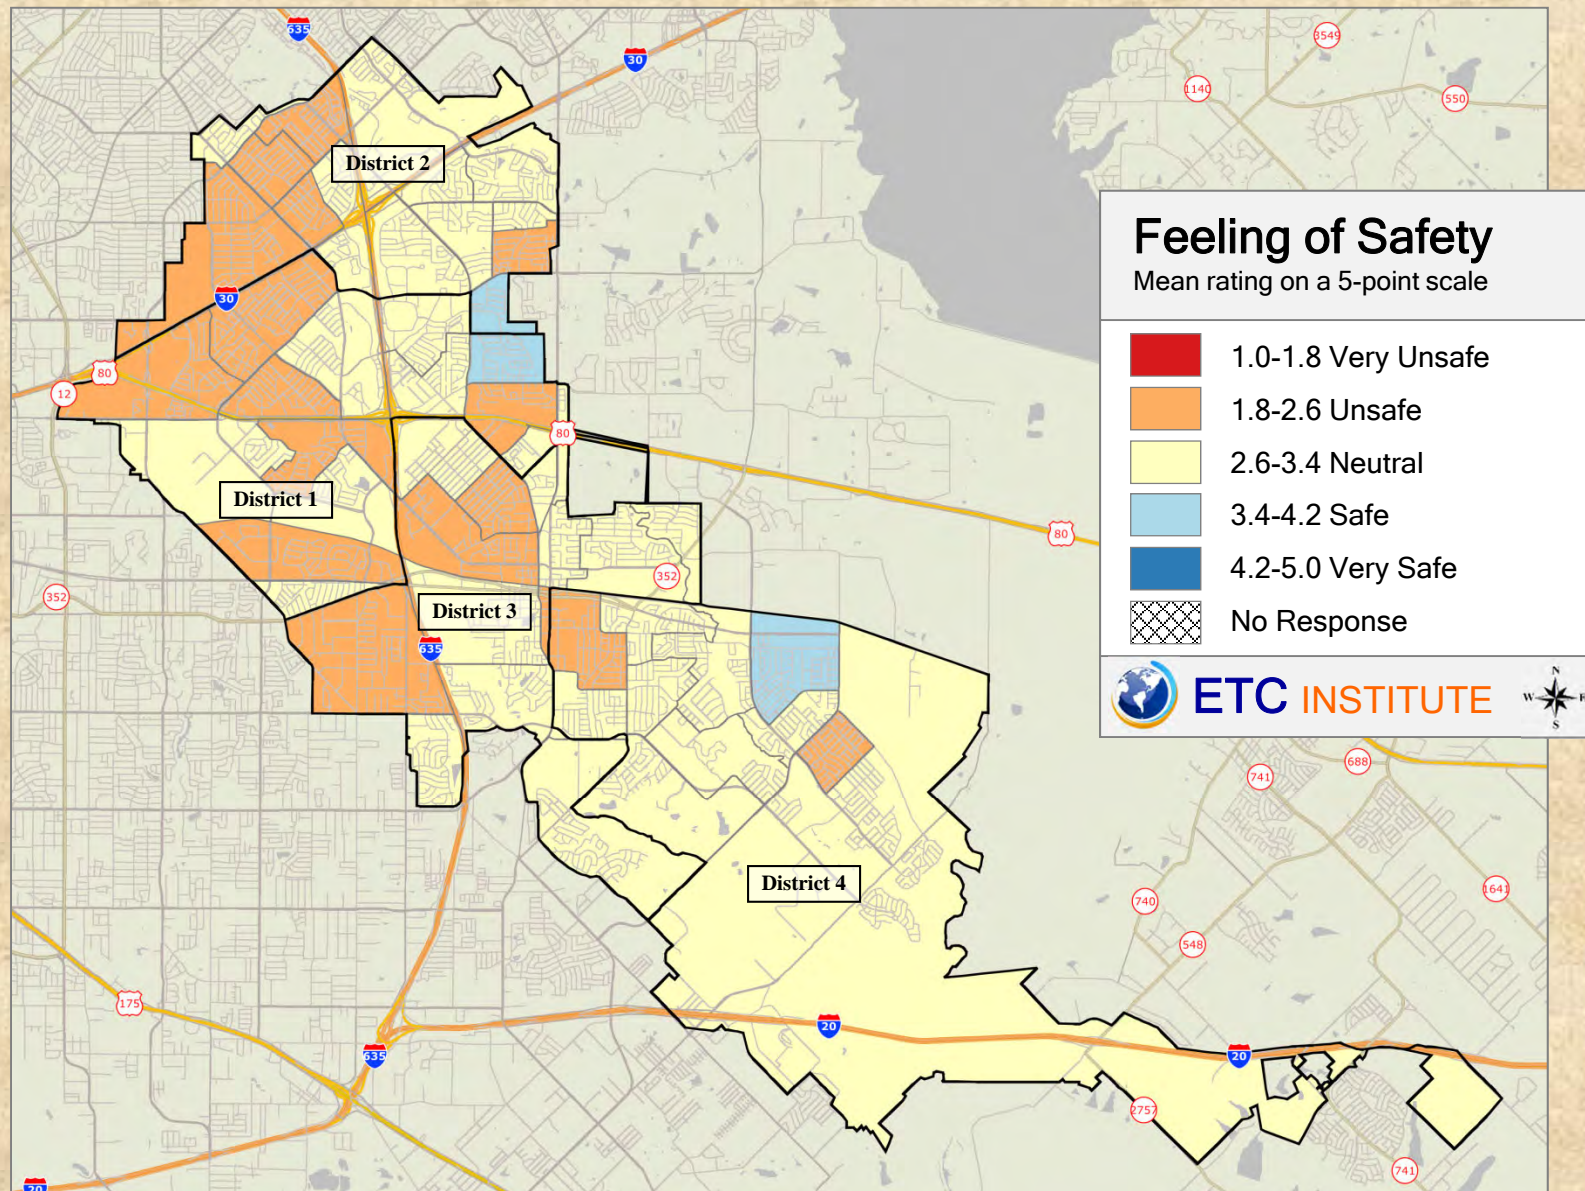 635
30
3549
1140
550
District 2
Feeling of Safety
Mean rating on a 5-point scale
30
80
12
1.0-1.8 Very Unsafe
1.8-2.6 Unsafe
2.6-3.4 Neutral
3.4-4.2 Safe
4.2-5.0 Very Safe
No Response
80
80
District 1
352
352
District 3
635
ETC INSTITUTE
N
W E
S
688
741
District 4
1641
740
548
175
20
635
20
2757
741
20